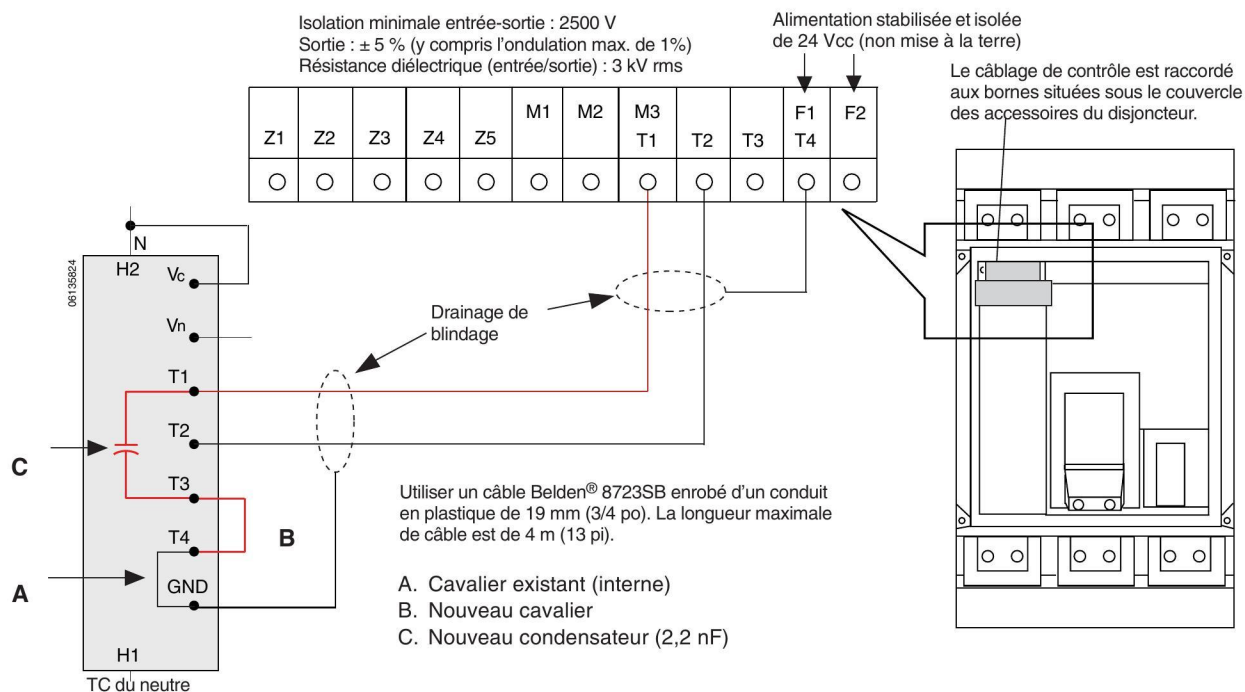 Isolation minimale entrée-sortie : 2500 V
Sortie : ± 5 % (y compris l'ondulation max. de 1%)
Résistance diélectrique (entrée/sortie) : 3 kV rms
Alimentation stabilisée et isolée
de 24 Vcc (non mise à la terre)
Le câblage de contrôle est raccordé
aux bornes situées sous le couvercle
des accessoires du disjoncteur.
M1 M2 M3 F1 F2
Z1 Z2 Z3 Z4 Z5 T1 T2 T3 T4
N
H2
06135824
Vc
Vn
T1
T2
T3
T4
GND
H1
TC du neutre
C
B
A
Drainage de
blindage
Utiliser un câble Belden® 8723SB enrobé d'un conduit
en plastique de 19 mm (3/4 po). La longueur maximale
de câble est de 4 m (13 pi).
A. Cavalier existant (interne)
B. Nouveau cavalier
C. Nouveau condensateur (2,2 nF)